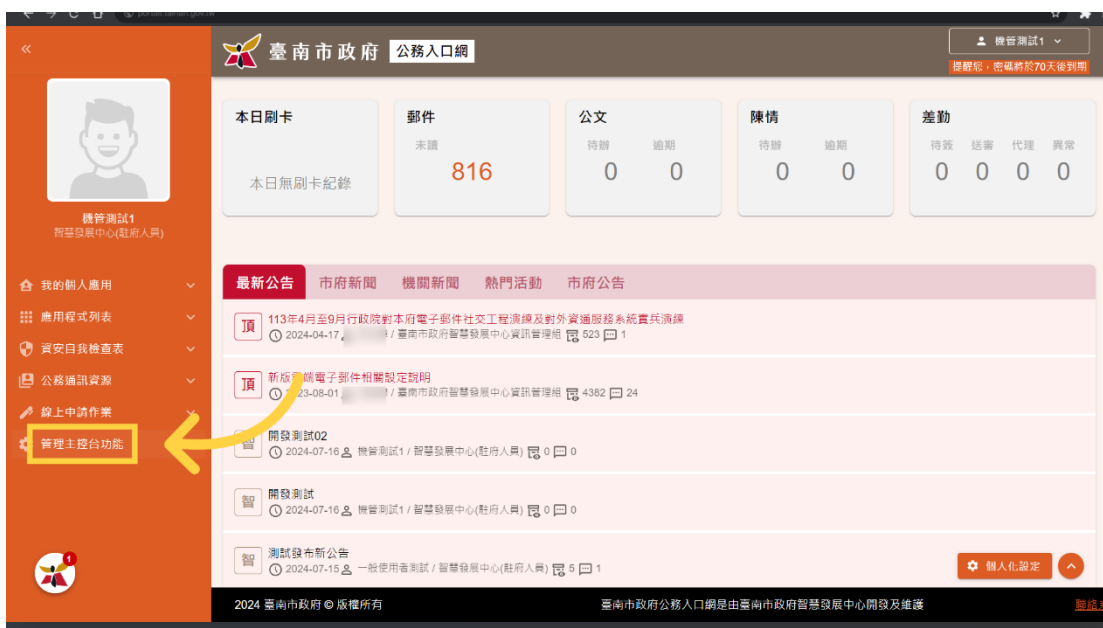 portal.tainan.gov.tw
臺南市政府 公務入口網
機管測試1
提醒您，密碼將於70天後到期
機管測試1
智慧發展中心(駐府人員)
我的個人應用
應用程式列表
資安自我檢查表
公務通訊資源
線上申請作業
管理主控台功能
1
本日刷卡
本日無刷卡紀錄
郵件
未讀
816
公文
待辦 逾期
0 0
陳情
待辦 逾期
0 0
差勤
待簽 送審 代理 異常
0 0 0 0
最新公告 市府新聞 機關新聞 熱門活動 市府公告
頂 113年4月至9月行政院對本府電子郵件社交工程演練及對外資通服務系統實兵演練
2024-04-17 / 臺南市政府智慧發展中心資訊管理組 523 1
頂 新版雲端電子郵件相關設定說明
2023-08-01 / 臺南市政府智慧發展中心資訊管理組 4382 24
智 開發測試02
2024-07-16 機管測試1 / 智慧發展中心(駐府人員) 0 0
智 開發測試
2024-07-16 機管測試1 / 智慧發展中心(駐府人員) 0 0
智 測試發布新公告
2024-07-15 一般使用者測試 / 智慧發展中心(駐府人員) 5 1
個人化設定
2024 臺南市政府 © 版權所有
臺南市政府公務入口網是由臺南市政府智慧發展中心開發及維護
聯絡